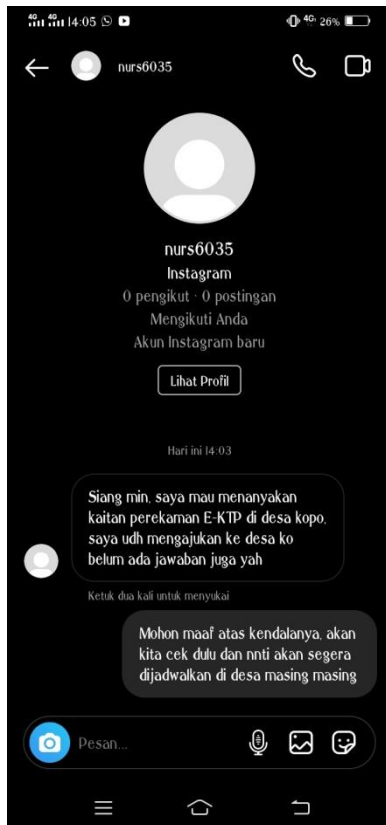 4G 4G 14:05 4G 26%
nurs6035
nurs6035
Instagram
0 pengikut · 0 postingan
Mengikuti Anda
Akun Instagram baru
Lihat Profil
Hari ini 14:03
Siang min, saya mau menanyakan
kaitan perekaman E-KTP di desa kopo,
saya udh mengajukan ke desa ko
belum ada jawaban juga yah
Ketuk dua kali untuk menyukai
Mohon maaf atas kendalanya, akan
kita cek dulu dan nnti akan segera
dijadwalkan di desa masing masing
Pesan...